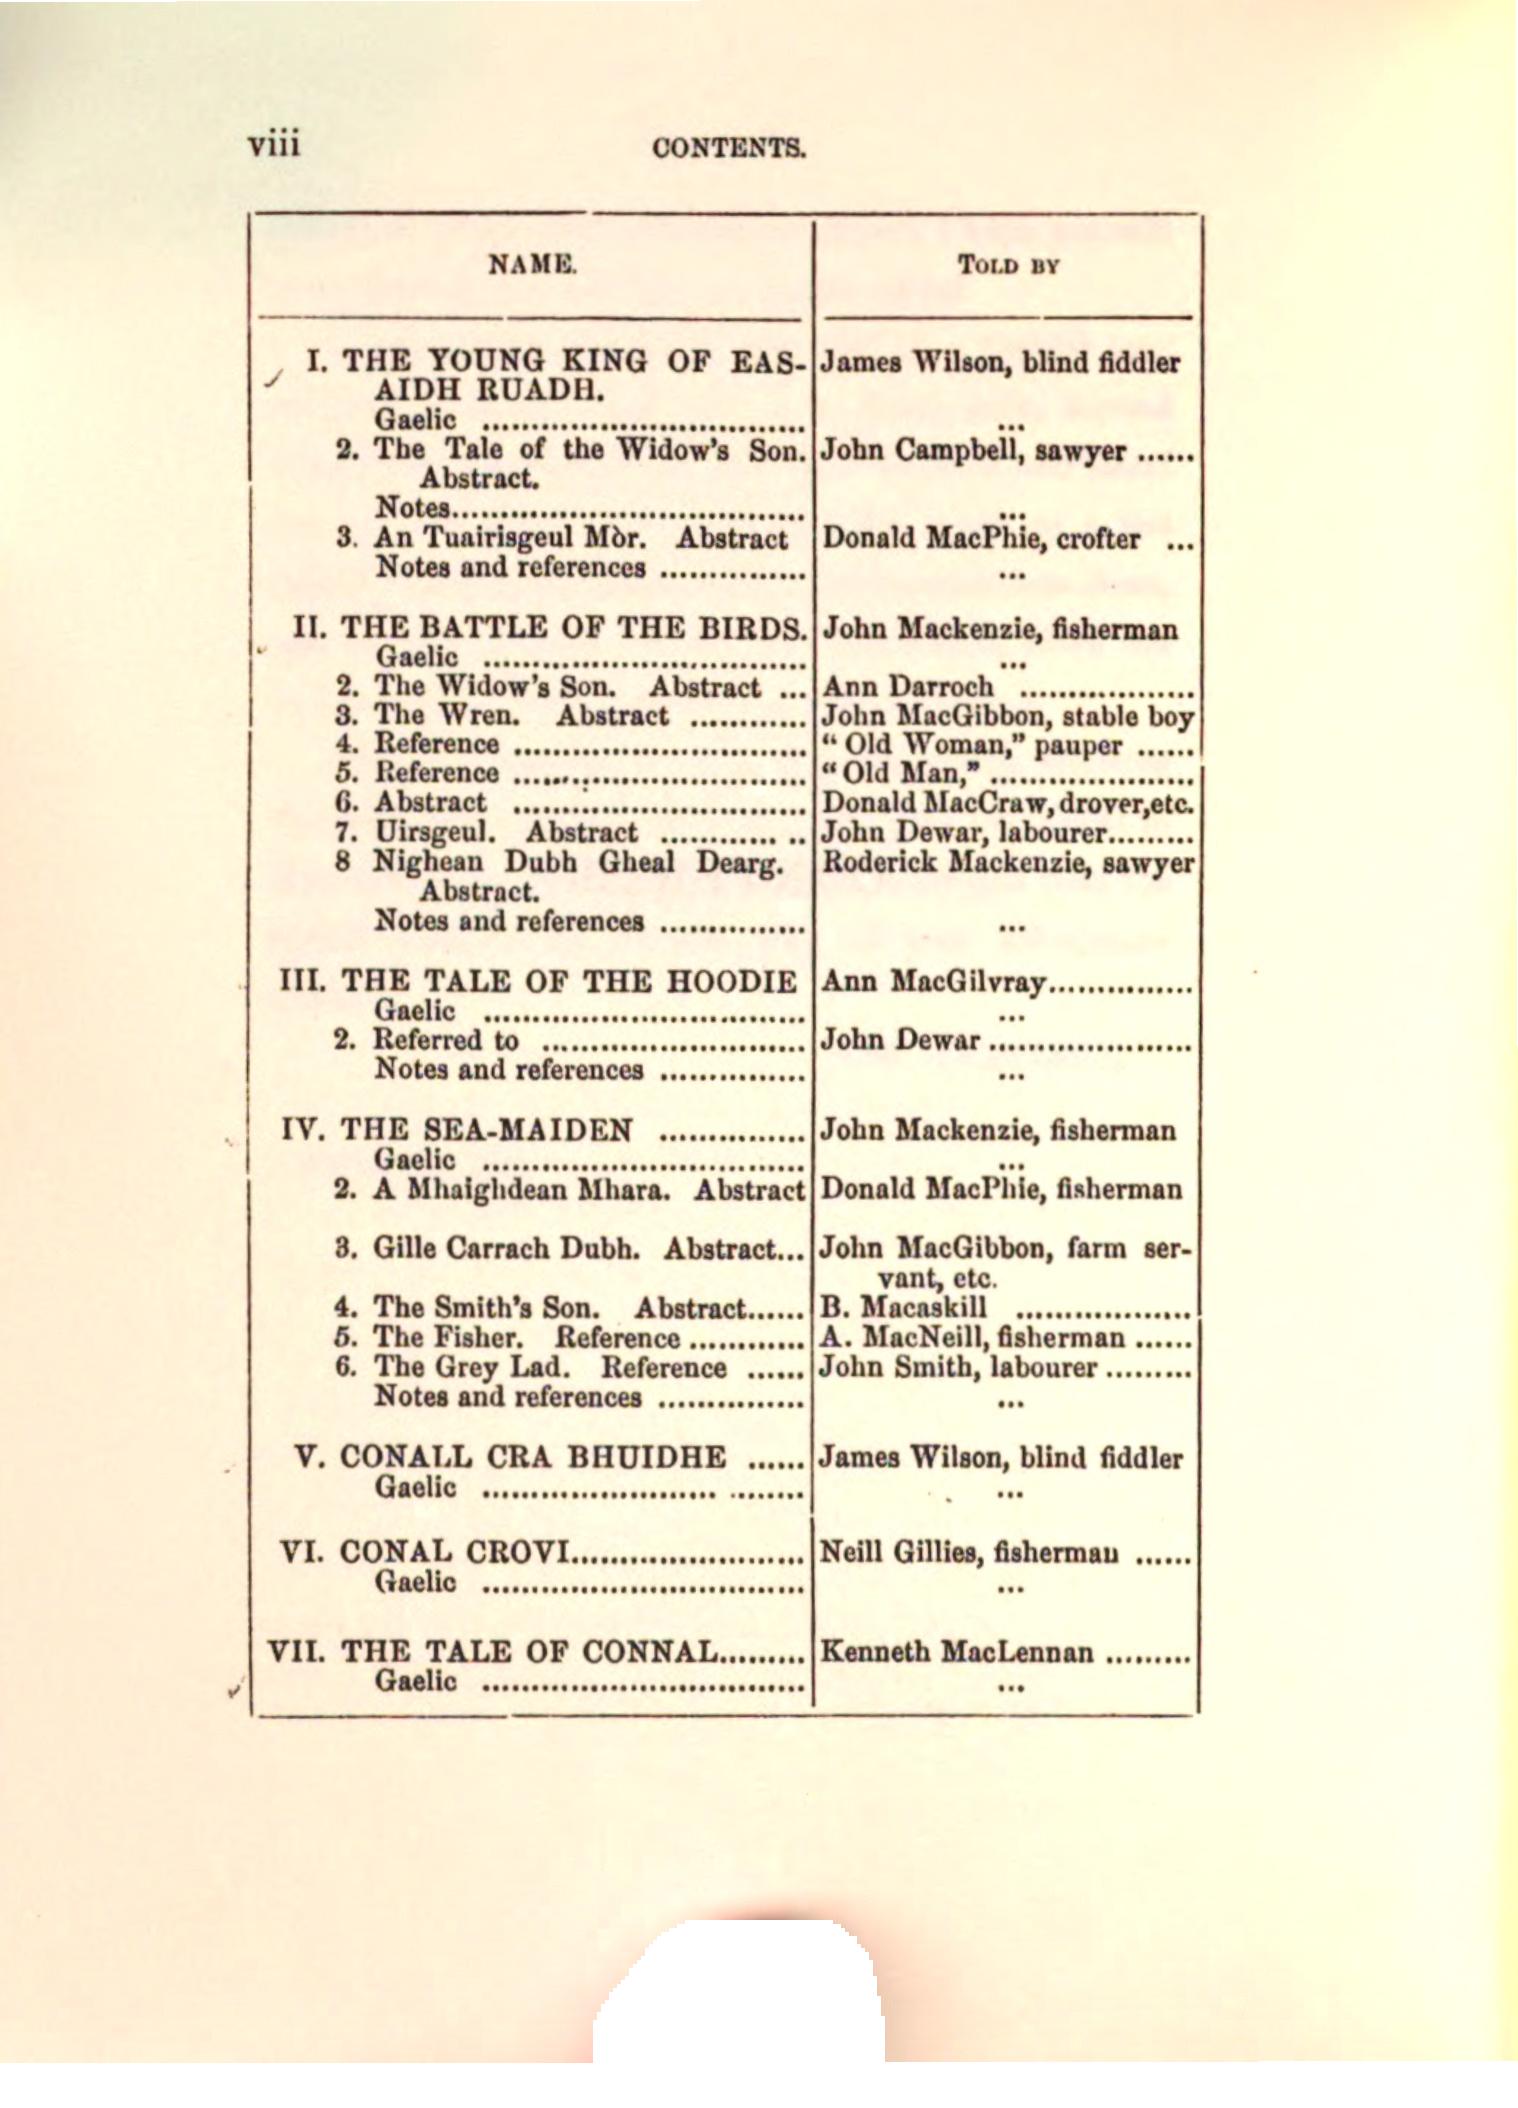 viii CONTENTS.
NAME. TOLD BY
I. THE YOUNG KING OF EAS- James Wilson, blind fiddler
AIDH RUADH.
Gaelic ................................ ...
2. The Tale of the Widow's Son. John Campbell, sawyer ......
Abstract.
Notes................................... ...
3. An Tuairisgeul Mòr. Abstract Donald MacPhie, crofter ...
Notes and references ............... ...
II. THE BATTLE OF THE BIRDS. John Mackenzie, fisherman
Gaelic ................................ ...
2. The Widow's Son. Abstract ... Ann Darroch ..................
3. The Wren. Abstract ............ John MacGibbon, stable boy
4. Reference ............................. “ Old Woman,” pauper ......
5. Reference ............................. “ Old Man,” .....................
6. Abstract ............................. Donald MacCraw, drover, etc.
7. Uirsgeul. Abstract ............ .. John Dewar, labourer.........
8 Nighean Dubh Gheal Dearg. Roderick Mackenzie, sawyer
Abstract.
Notes and references ............... ...
III. THE TALE OF THE HOODIE Ann MacGilvray...............
Gaelic ................................ ...
2. Referred to .......................... John Dewar .....................
Notes and references ............... ...
IV. THE SEA-MAIDEN ............... John Mackenzie, fisherman
Gaelic ................................ ...
2. A Mhaighdean Mhara. Abstract Donald MacPhie, fisherman
3. Gille Carrach Dubh. Abstract... John MacGibbon, farm ser-
vant, etc.
4. The Smith's Son. Abstract...... B. Macaskill ..................
5. The Fisher. Reference ............ A. MacNeill, fisherman ......
6. The Grey Lad. Reference ...... John Smith, labourer .........
Notes and references ............... ...
V. CONALL CRA BHUIDHE ...... James Wilson, blind fiddler
Gaelic ........................ ........ ...
VI. CONAL CROVI........................ Neill Gillies, fisherman ......
Gaelic ................................ ...
VII. THE TALE OF CONNAL......... Kenneth MacLennan .........
Gaelic ................................ ...